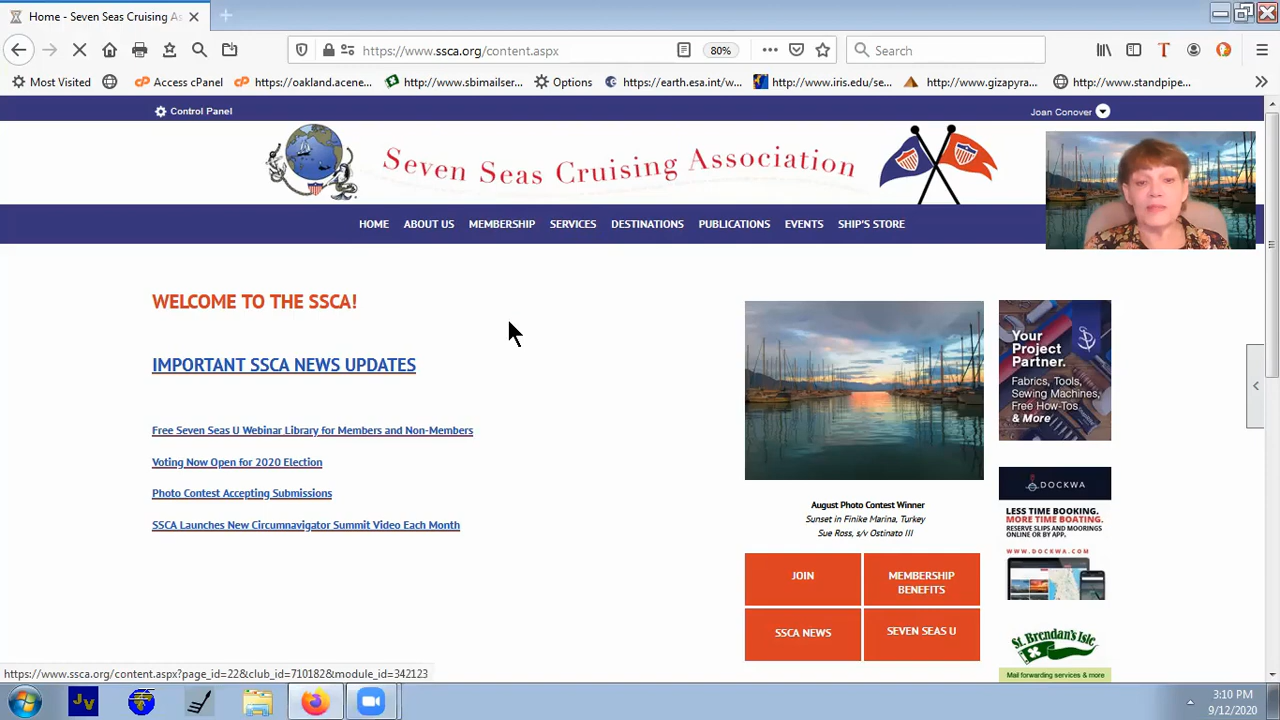 Home - Seven Seas Cruising As
https://www.ssca.org/content.aspx
80%
Search
Most Visited
Access cPanel
https://oakland.acene...
http://www.sbimailser...
Options
https://earth.esa.int/w...
http://www.iris.edu/se...
http://www.gizapyra...
http://www.standpipe...
Control Panel
Joan Conover
Seven Seas Cruising Association
HOME ABOUT US MEMBERSHIP SERVICES DESTINATIONS PUBLICATIONS EVENTS SHIP'S STORE
WELCOME TO THE SSCA!
IMPORTANT SSCA NEWS UPDATES
Free Seven Seas U Webinar Library for Members and Non-Members
Voting Now Open for 2020 Election
Photo Contest Accepting Submissions
SSCA Launches New Circumnavigator Summit Video Each Month
August Photo Contest Winner
Sunset in Finike Marina, Turkey
Sue Ross, s/v Ostinato III
JOIN
MEMBERSHIP
BENEFITS
SSCA NEWS
SEVEN SEAS U
Your
Project
Partner.
Fabrics, Tools,
Sewing Machines,
Free How-Tos
& More
DOCKWA
LESS TIME BOOKING.
MORE TIME BOATING.
RESERVE SLIPS AND MOORINGS
ONLINE OR BY APP.
WWW.DOCKWA.COM
St. Brendan's Isle
Mail forwarding services & more
https://www.ssca.org/content.aspx?page_id=22&club_id=710182&module_id=342123
3:10 PM
9/12/2020